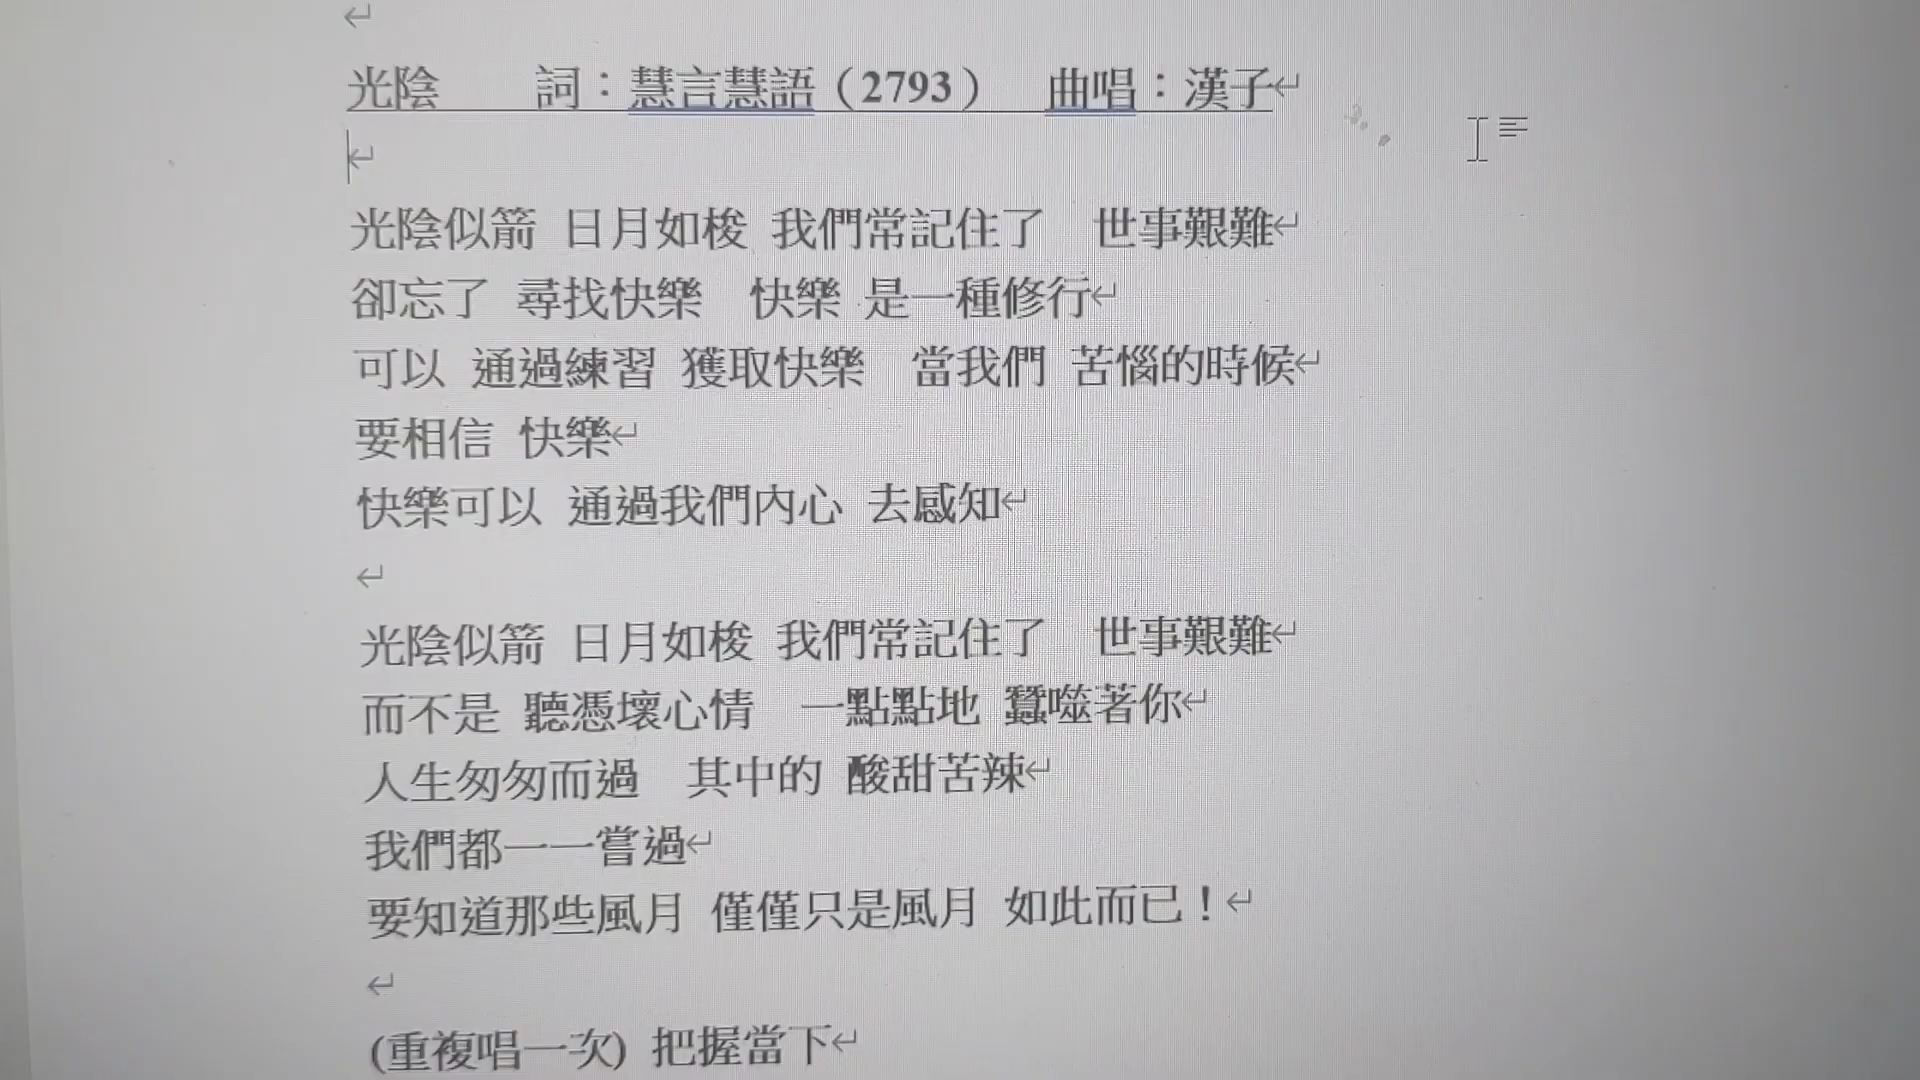 光陰　　詞：慧言慧語（2793）　曲唱：漢子
光陰似箭 日月如梭 我們常記住了　世事艱難
卻忘了 尋找快樂　快樂 是一種修行
可以 通過練習 獲取快樂　當我們 苦惱的時候
要相信 快樂
快樂可以 通過我們內心 去感知
光陰似箭 日月如梭 我們常記住了　世事艱難
而不是 聽憑壞心情　一點點地 蠶噬著你
人生匆匆而過　其中的 酸甜苦辣
我們都一一嘗過
要知道那些風月 僅僅只是風月 如此而已！
(重複唱一次) 把握當下